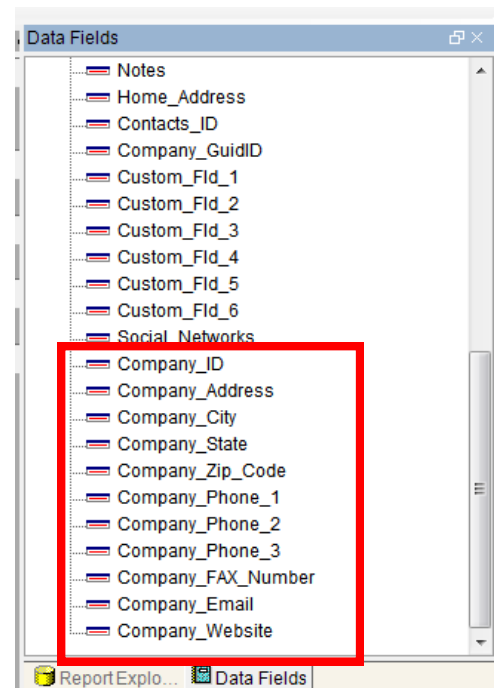 Data Fields
Notes
Home_Address
Contacts_ID
Company_GuidID
Custom_Fld_1
Custom_Fld_2
Custom_Fld_3
Custom_Fld_4
Custom_Fld_5
Custom_Fld_6
Social_Networks
Company_ID
Company_Address
Company_City
Company_State
Company_Zip_Code
Company_Phone_1
Company_Phone_2
Company_Phone_3
Company_FAX_Number
Company_Email
Company_Website
Report Explo... Data Fields